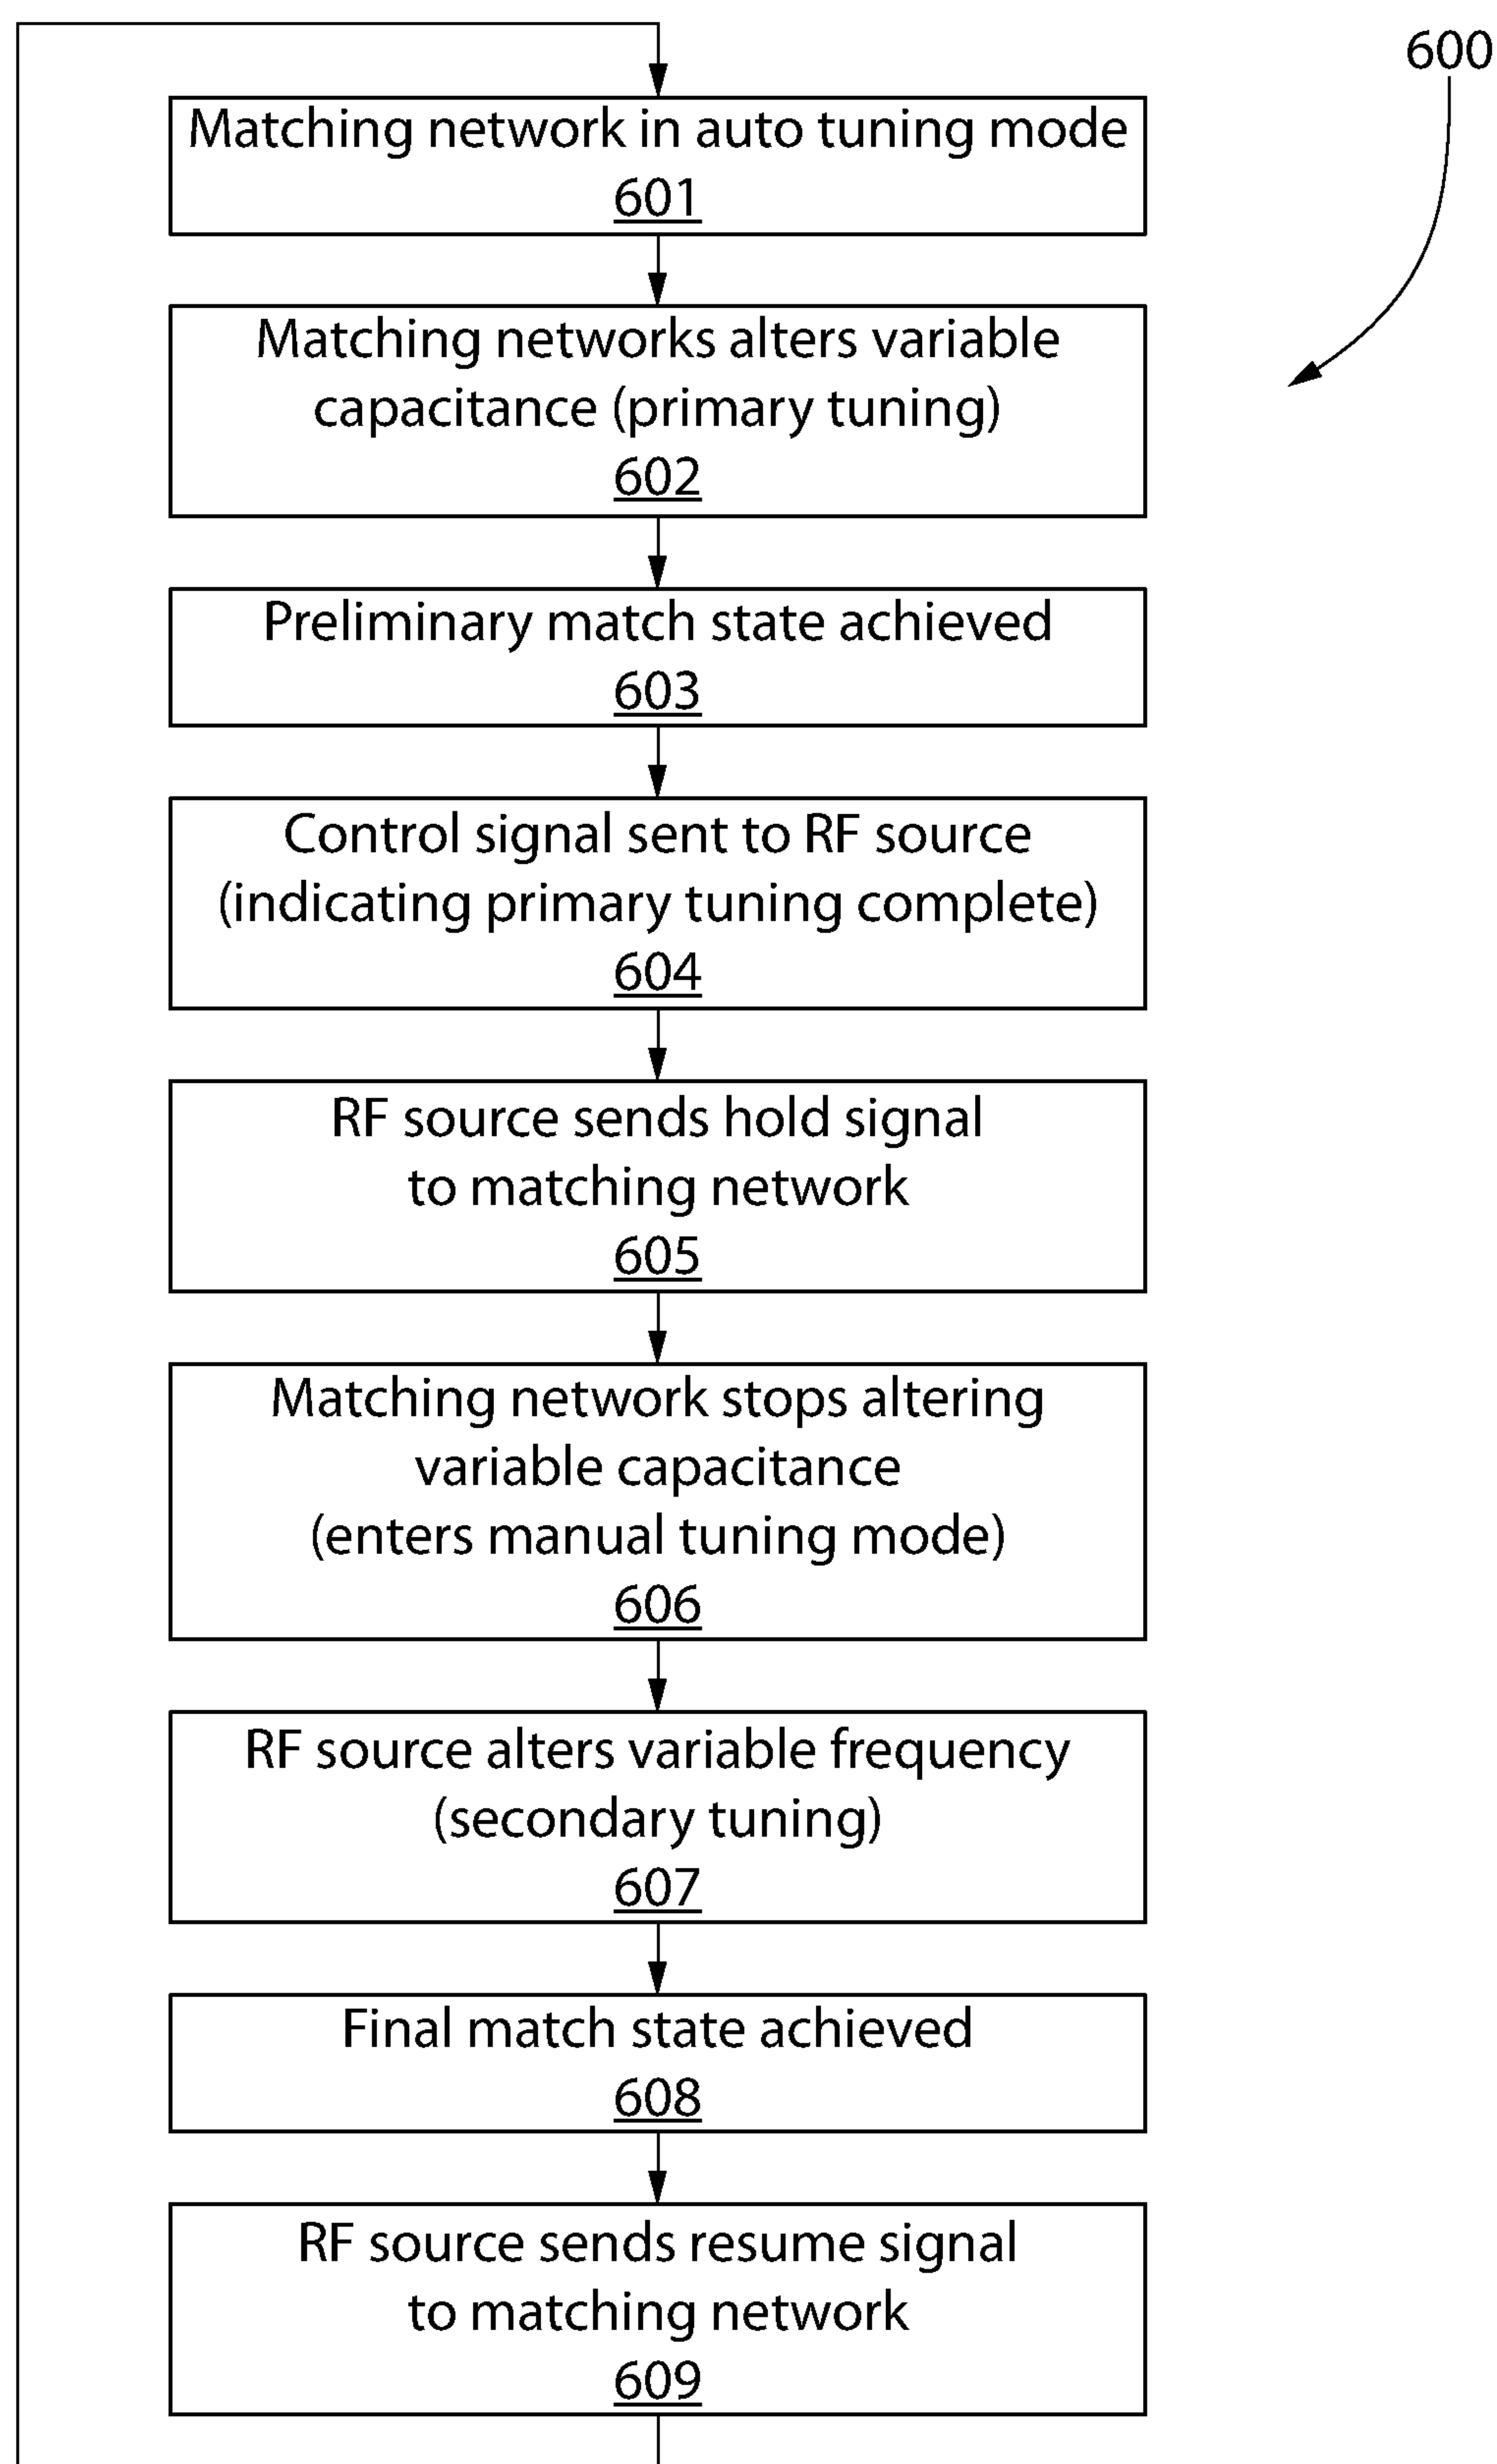 600
Matching network in auto tuning mode
601
Matching networks alters variable
capacitance (primary tuning)
602
Preliminary match state achieved
603
Control signal sent to RF source
(indicating primary tuning complete)
604
RF source sends hold signal
to matching network
605
Matching network stops altering
variable capacitance
(enters manual tuning mode)
606
RF source alters variable frequency
(secondary tuning)
607
Final match state achieved
608
RF source sends resume signal
to matching network
609